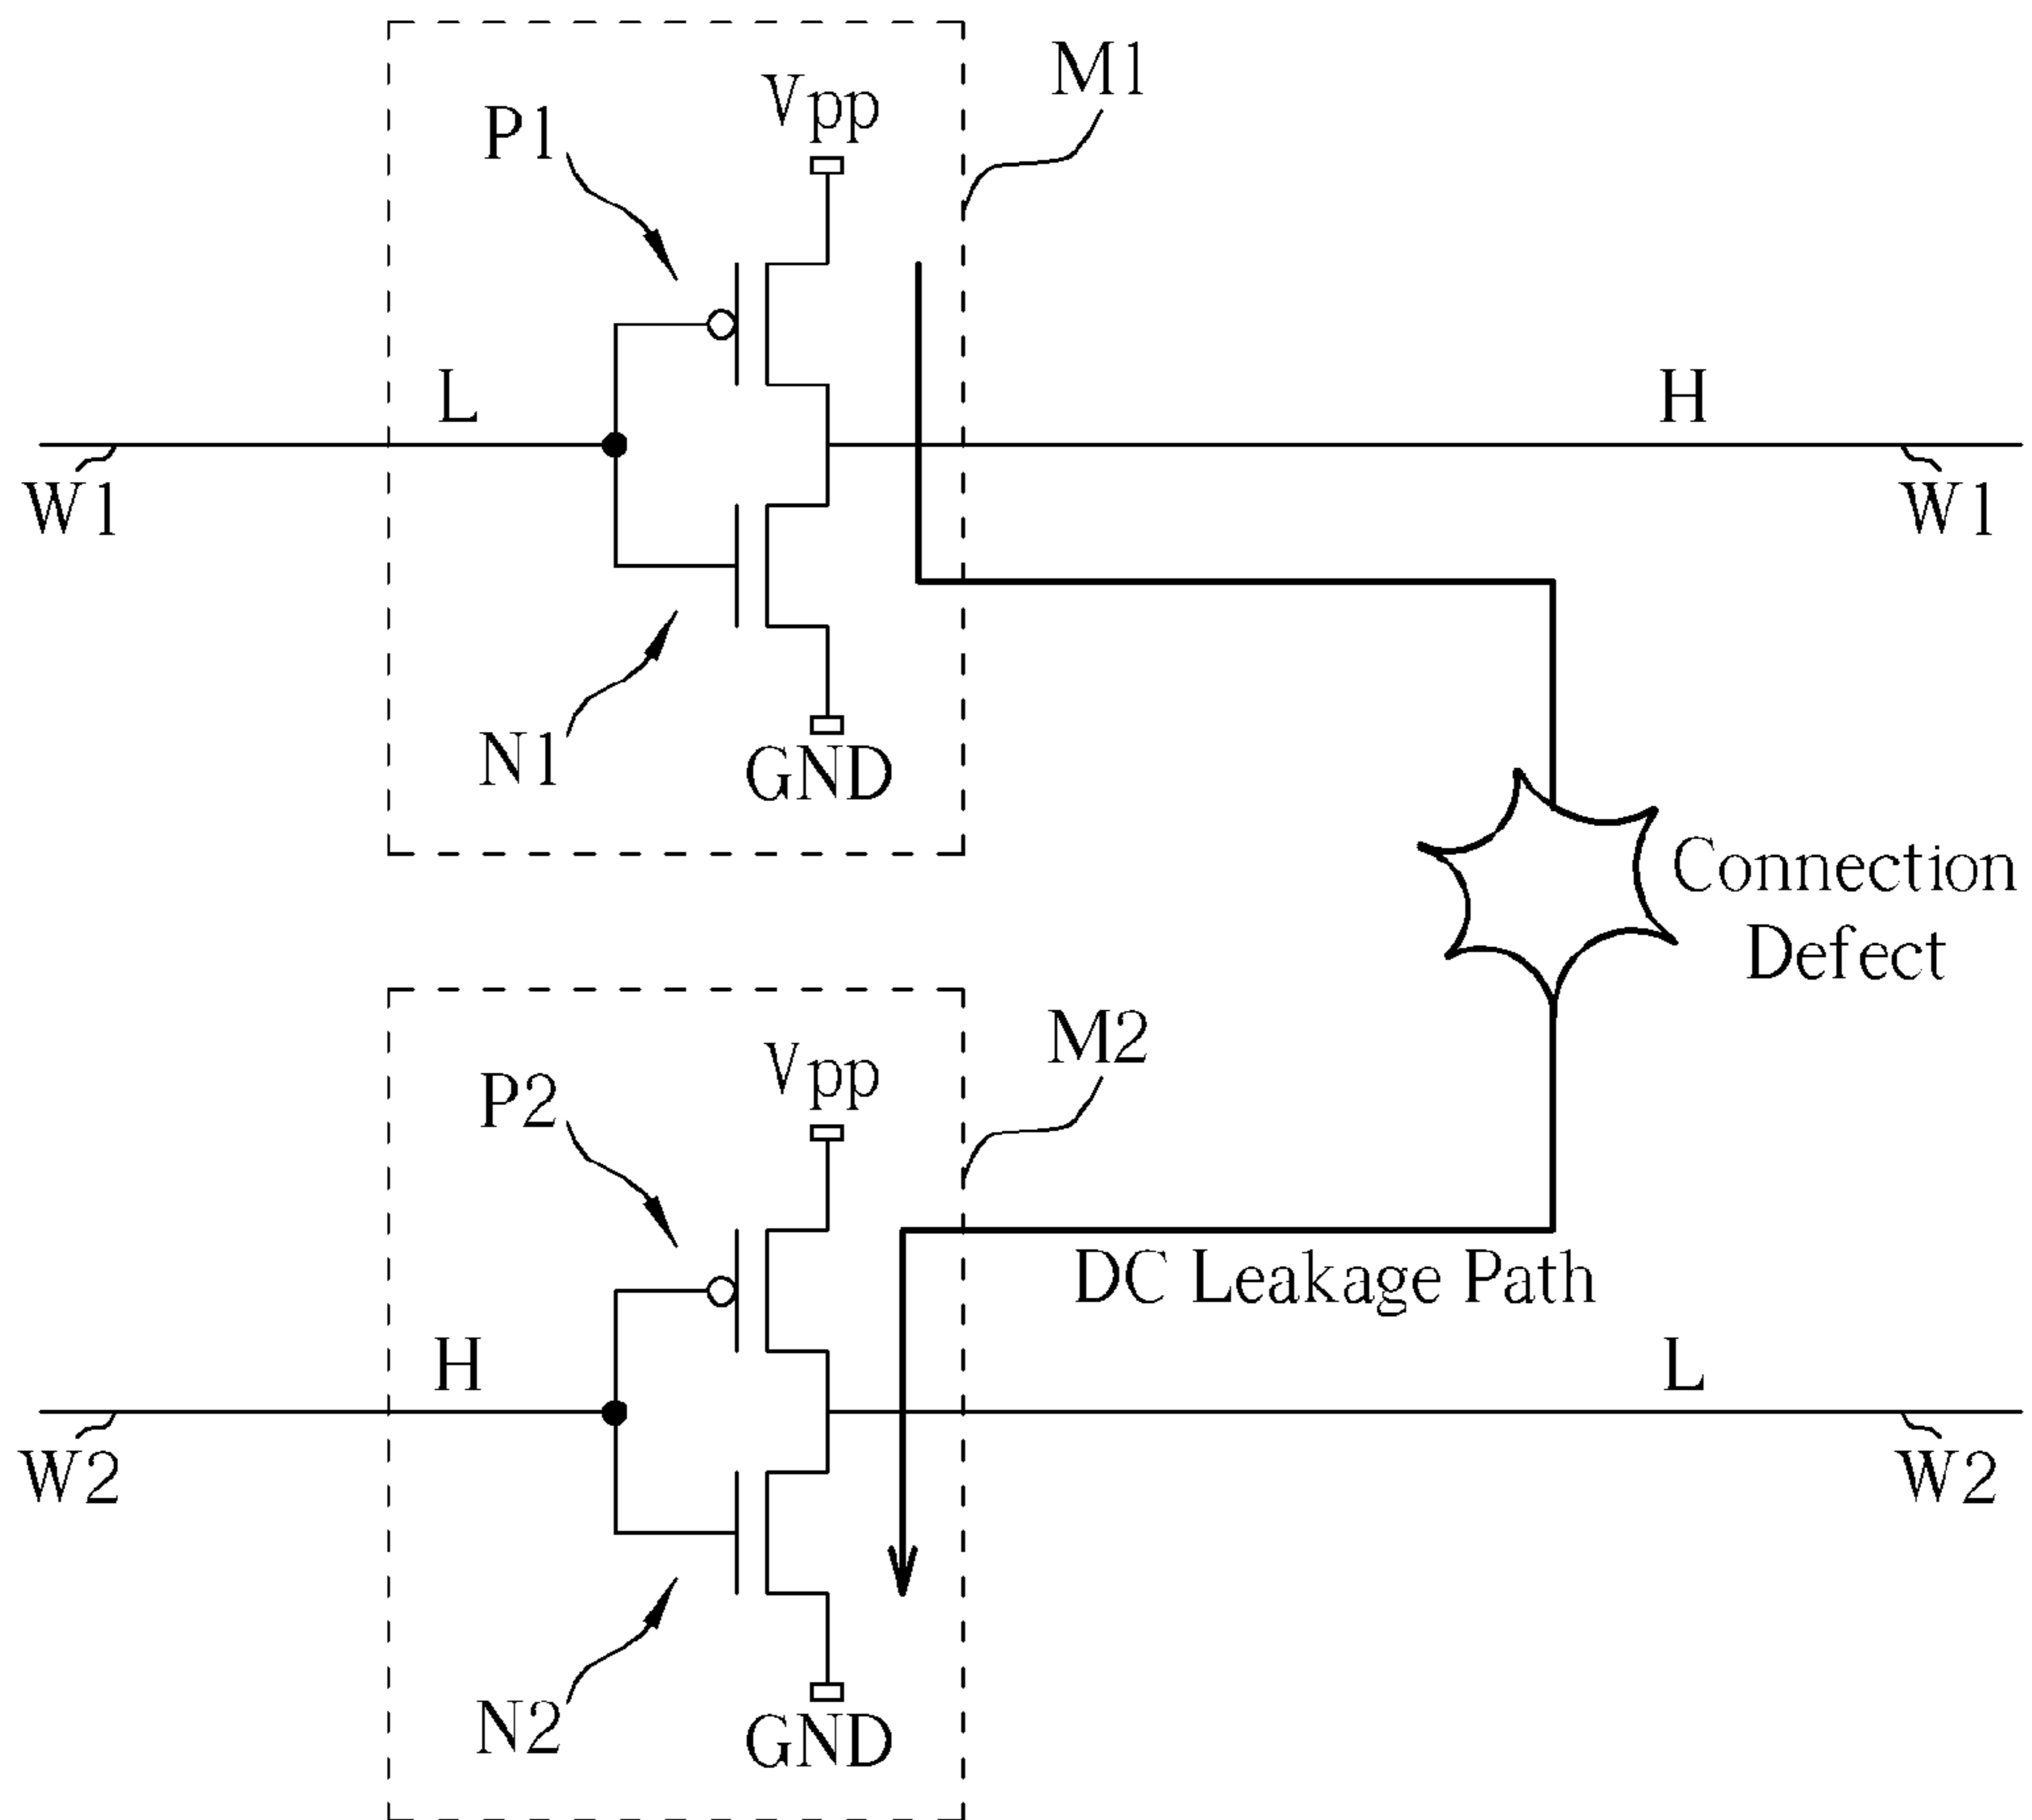 M1
Vpp
P1
L
H
W1
W1
N1
GND
Connection
Defect
M2
Vpp
P2
DC Leakage Path
H
L
W2
W2
N2
GND